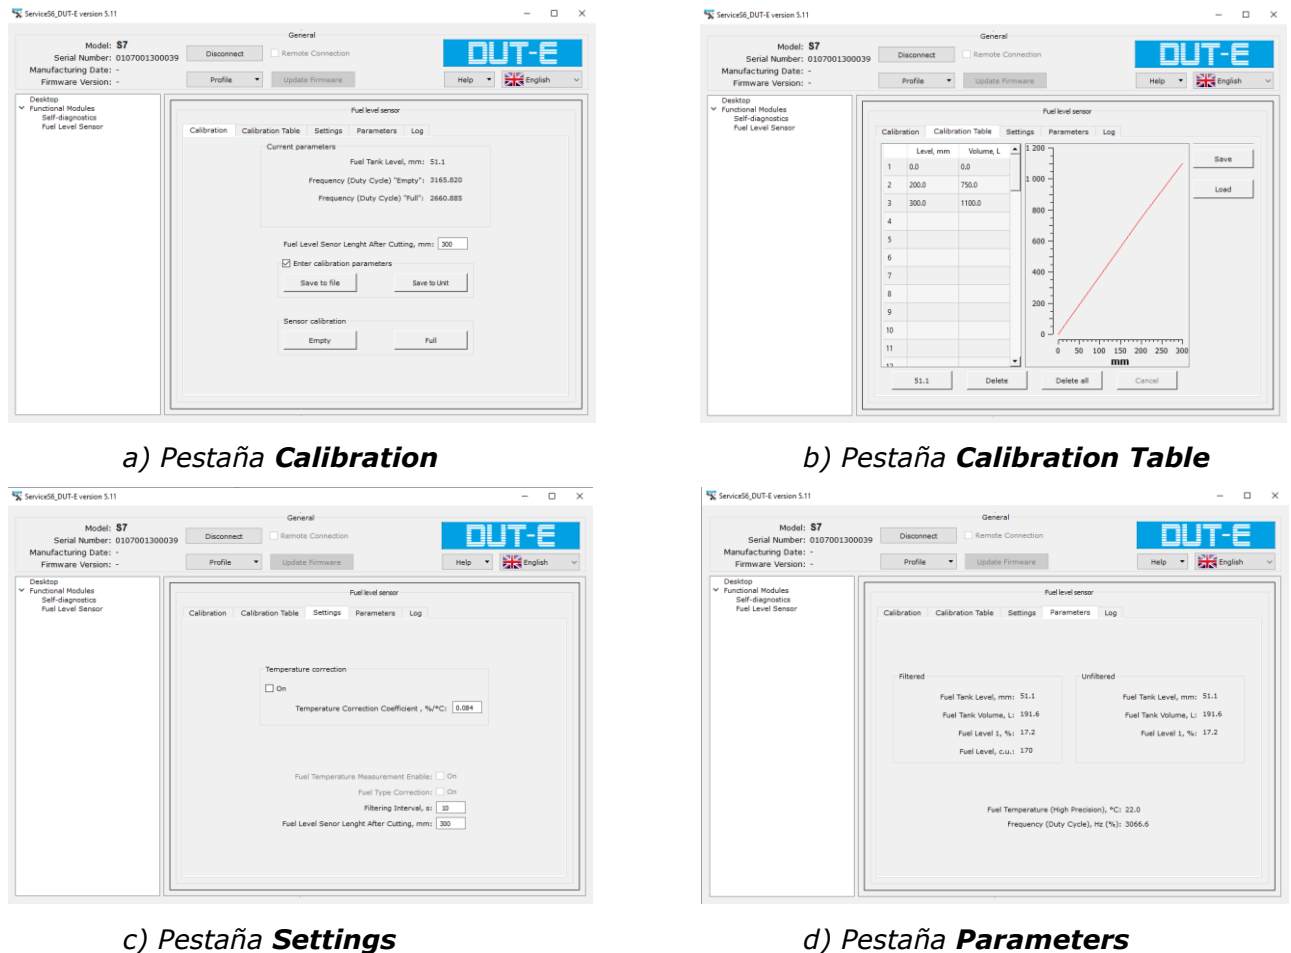 ServiceS6_DUT-E version 5.11
General
Model: S7
Serial Number: 0107001300039
Manufacturing Date: -
Firmware Version: -
Disconnect
Remote Connection
Profile
Update Firmware
DUT-E
Help
English
Desktop
Functional Modules
Self-diagnostics
Fuel Level Sensor
Fuel level sensor
Calibration Calibration Table Settings Parameters Log
Current parameters
Fuel Tank Level, mm: 51.1
Frequency (Duty Cycle) "Empty": 3165.820
Frequency (Duty Cycle) "Full": 2660.885
Fuel Level Senor Lenght After Cutting, mm: 300
Enter calibration parameters
Save to file Save to Unit
Sensor calibration
Empty Full
a) Pestaña Calibration
ServiceS6_DUT-E version 5.11
General
Model: S7
Serial Number: 0107001300039
Manufacturing Date: -
Firmware Version: -
Disconnect
Remote Connection
Profile
Update Firmware
DUT-E
Help
English
Desktop
Functional Modules
Self-diagnostics
Fuel Level Sensor
Fuel level sensor
Calibration Calibration Table Settings Parameters Log
Level, mm Volume, L
1 0.0 0.0
2 200.0 750.0
3 300.0 1100.0
4
5
6
7
8
9
10
11
12
1 200
1 000
800
600
400
200
0
0 50 100 150 200 250 300
mm
Save
Load
51.1 Delete Delete all Cancel
b) Pestaña Calibration Table
ServiceS6_DUT-E version 5.11
General
Model: S7
Serial Number: 0107001300039
Manufacturing Date: -
Firmware Version: -
Disconnect
Remote Connection
Profile
Update Firmware
DUT-E
Help
English
Desktop
Functional Modules
Self-diagnostics
Fuel Level Sensor
Fuel level sensor
Calibration Calibration Table Settings Parameters Log
Temperature correction
On
Temperature Correction Coefficient , %/°C: 0.084
Fuel Temperature Measurement Enable: On
Fuel Type Correction: On
Filtering Interval, s: 10
Fuel Level Senor Lenght After Cutting, mm: 300
c) Pestaña Settings
ServiceS6_DUT-E version 5.11
General
Model: S7
Serial Number: 0107001300039
Manufacturing Date: -
Firmware Version: -
Disconnect
Remote Connection
Profile
Update Firmware
DUT-E
Help
English
Desktop
Functional Modules
Self-diagnostics
Fuel Level Sensor
Fuel level sensor
Calibration Calibration Table Settings Parameters Log
Filtered
Fuel Tank Level, mm: 51.1
Fuel Tank Volume, L: 191.6
Fuel Level 1, %: 17.2
Fuel Level, c.u.: 170
Unfiltered
Fuel Tank Level, mm: 51.1
Fuel Tank Volume, L: 191.6
Fuel Level 1, %: 17.2
Fuel Temperature (High Precision), °C: 22.0
Frequency (Duty Cycle), Hz (%): 3066.6
d) Pestaña Parameters